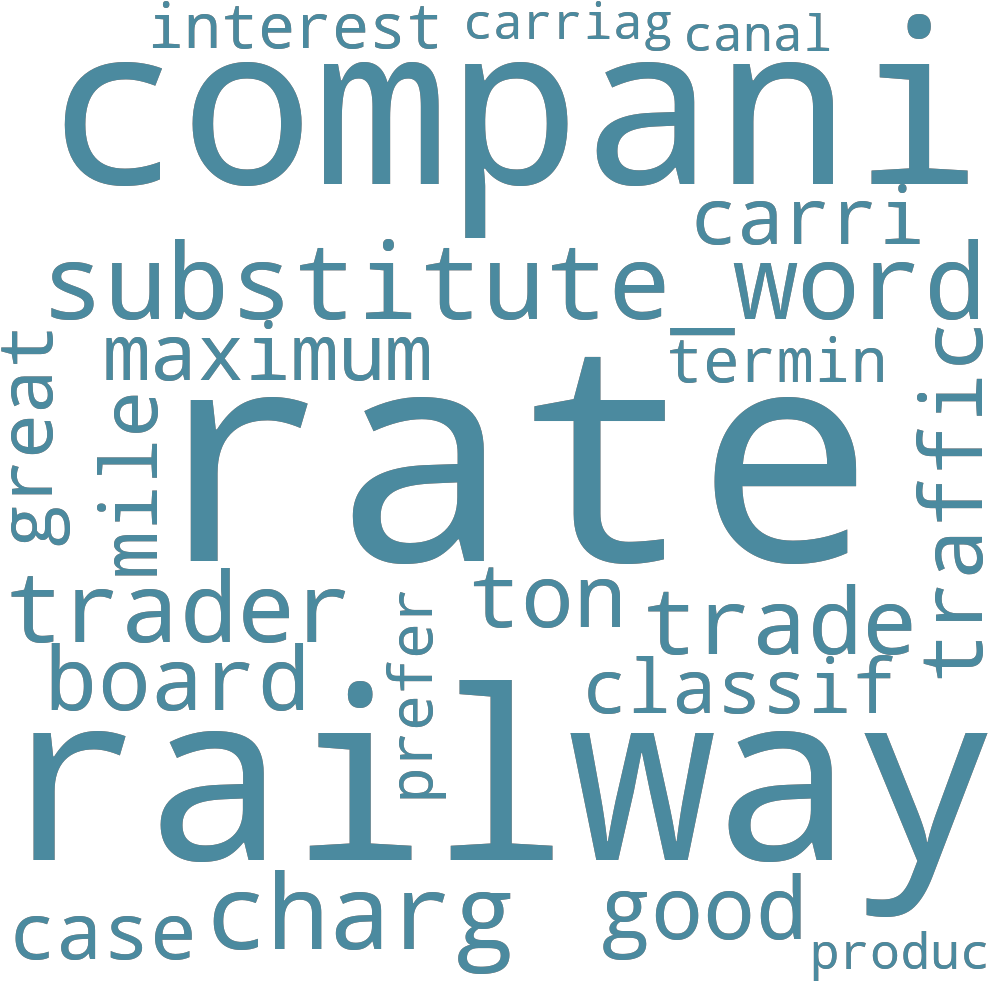 interest
carriag
canal
compani
carri
substitute_word
maximum
termin
great
mile
rate
traffic
trader
ton
trade
board
prefer
classif
railway
case
charg
good
produc